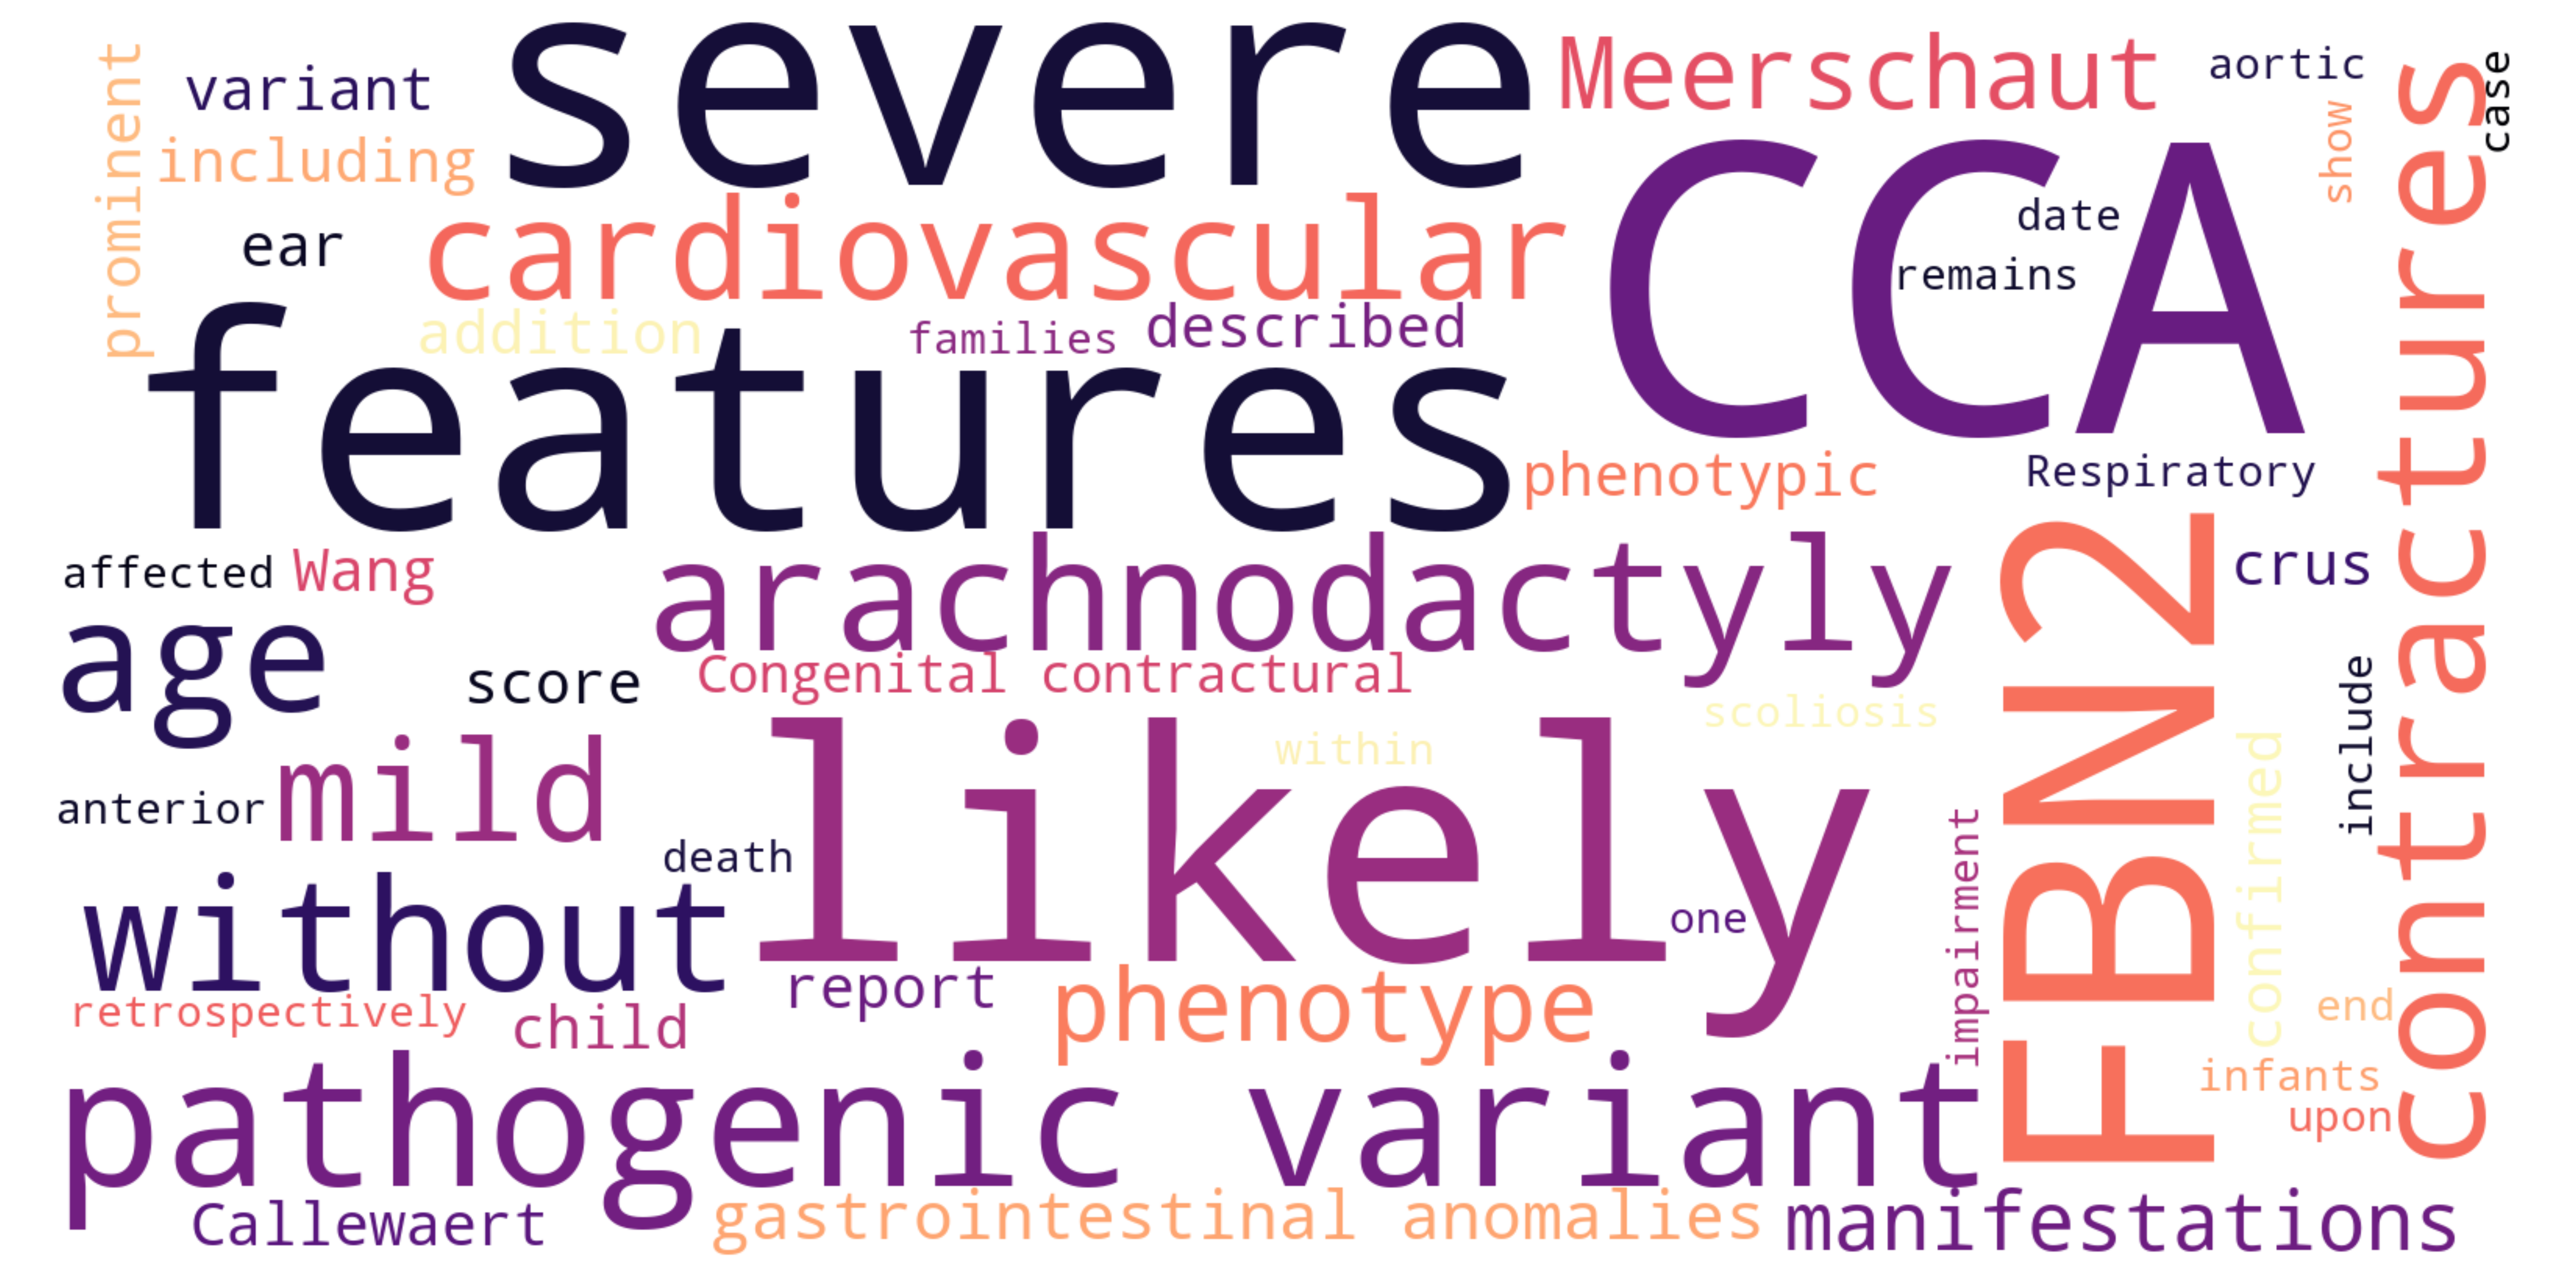 severe
Meerschaut
aortic
case
prominent
variant
show
including
CCA
contractures
cardiovascular
date
ear
remains
addition
families
described
features
phenotypic
Respiratory
affected
Wang
arachnodactyly
FBN2
crus
age
score
Congenital contractural
scoliosis
include
within
mild
likely
confirmed
anterior
death
impairment
without
one
report
phenotype
retrospectively
child
end
infants
upon
pathogenic variant
Callewaert
gastrointestinal anomalies
manifestations